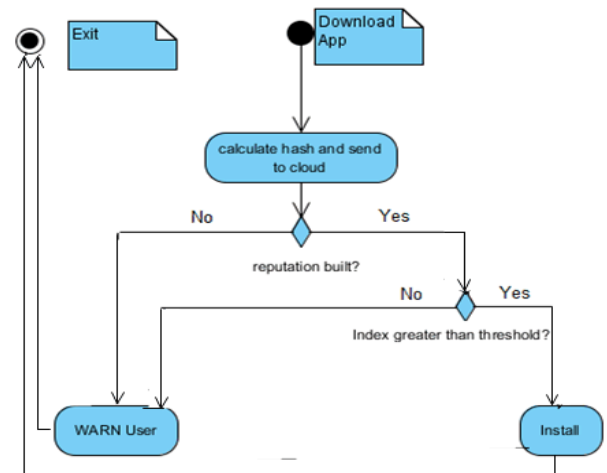 Exit
Download
App
calculate hash and send
to cloud
No
Yes
reputation built?
No
Yes
Index greater than threshold?
WARN User
Install